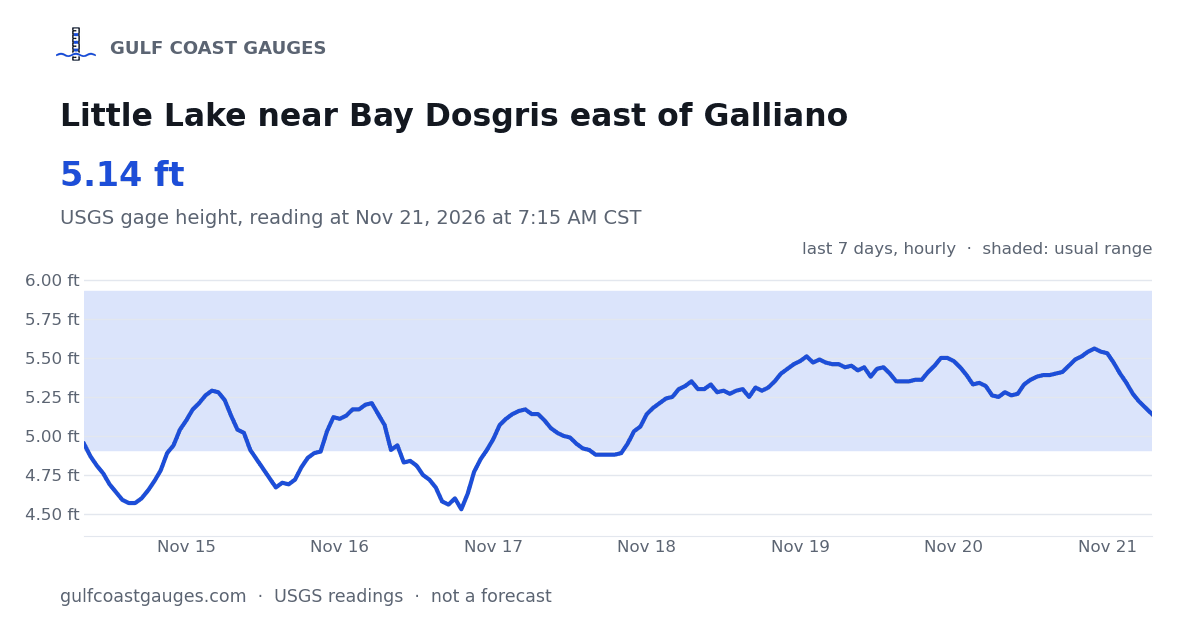 GULF COAST GAUGES
Little Lake near Bay Dosgris east of Galliano
5.14 ft
USGS gage height, reading at Nov 21, 2026 at 7:15 AM CST
last 7 days, hourly · shaded: usual range
6.00 ft
5.75 ft
5.50 ft
5.25 ft
5.00 ft
4.75 ft
4.50 ft
Nov 15 Nov 16 Nov 17 Nov 18 Nov 19 Nov 20 Nov 21
gulfcoastgauges.com · USGS readings · not a forecast